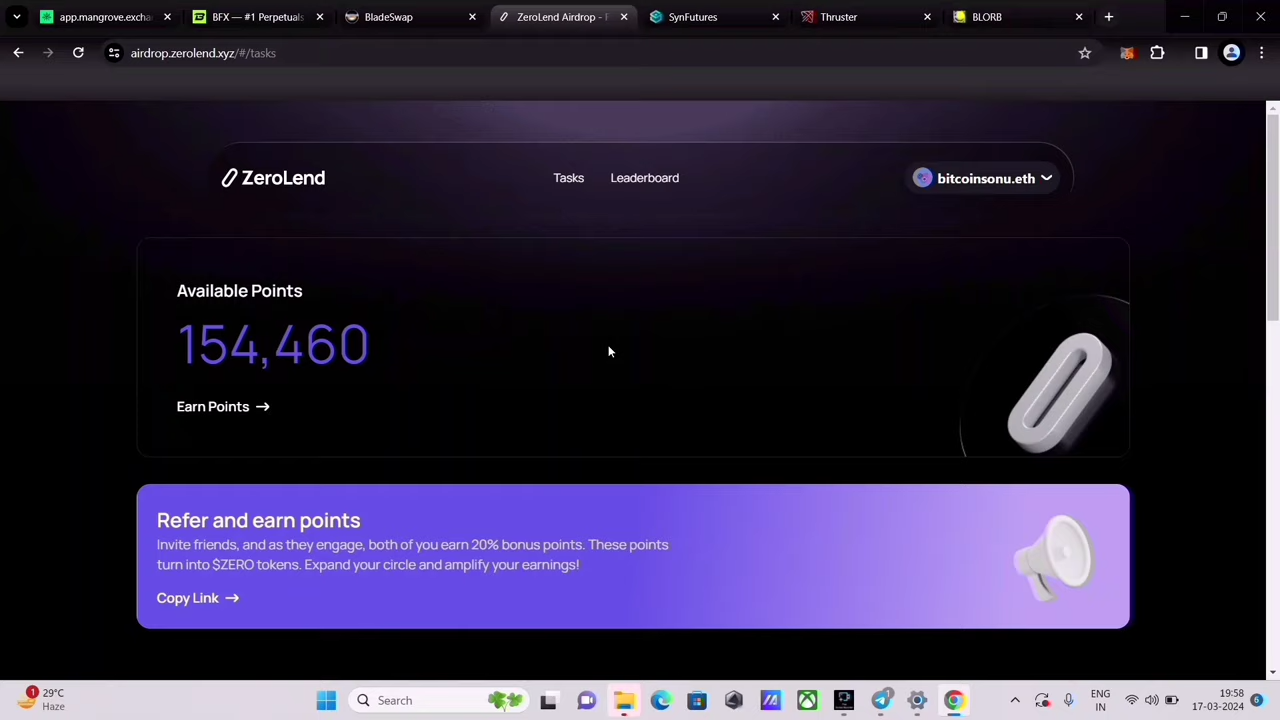 app.mangrove.exchan
BFX — #1 Perpetuals
BladeSwap
ZeroLend Airdrop - F
SynFutures
Thruster
BLORB
airdrop.zerolend.xyz/#/tasks
ZeroLend
Tasks
Leaderboard
bitcoinsonu.eth
Available Points
154,460
Earn Points →
Refer and earn points
Invite friends, and as they engage, both of you earn 20% bonus points. These points
turn into $ZERO tokens. Expand your circle and amplify your earnings!
Copy Link →
1
29°C
Haze
Search
ENG
IN
19:58
17-03-2024
6